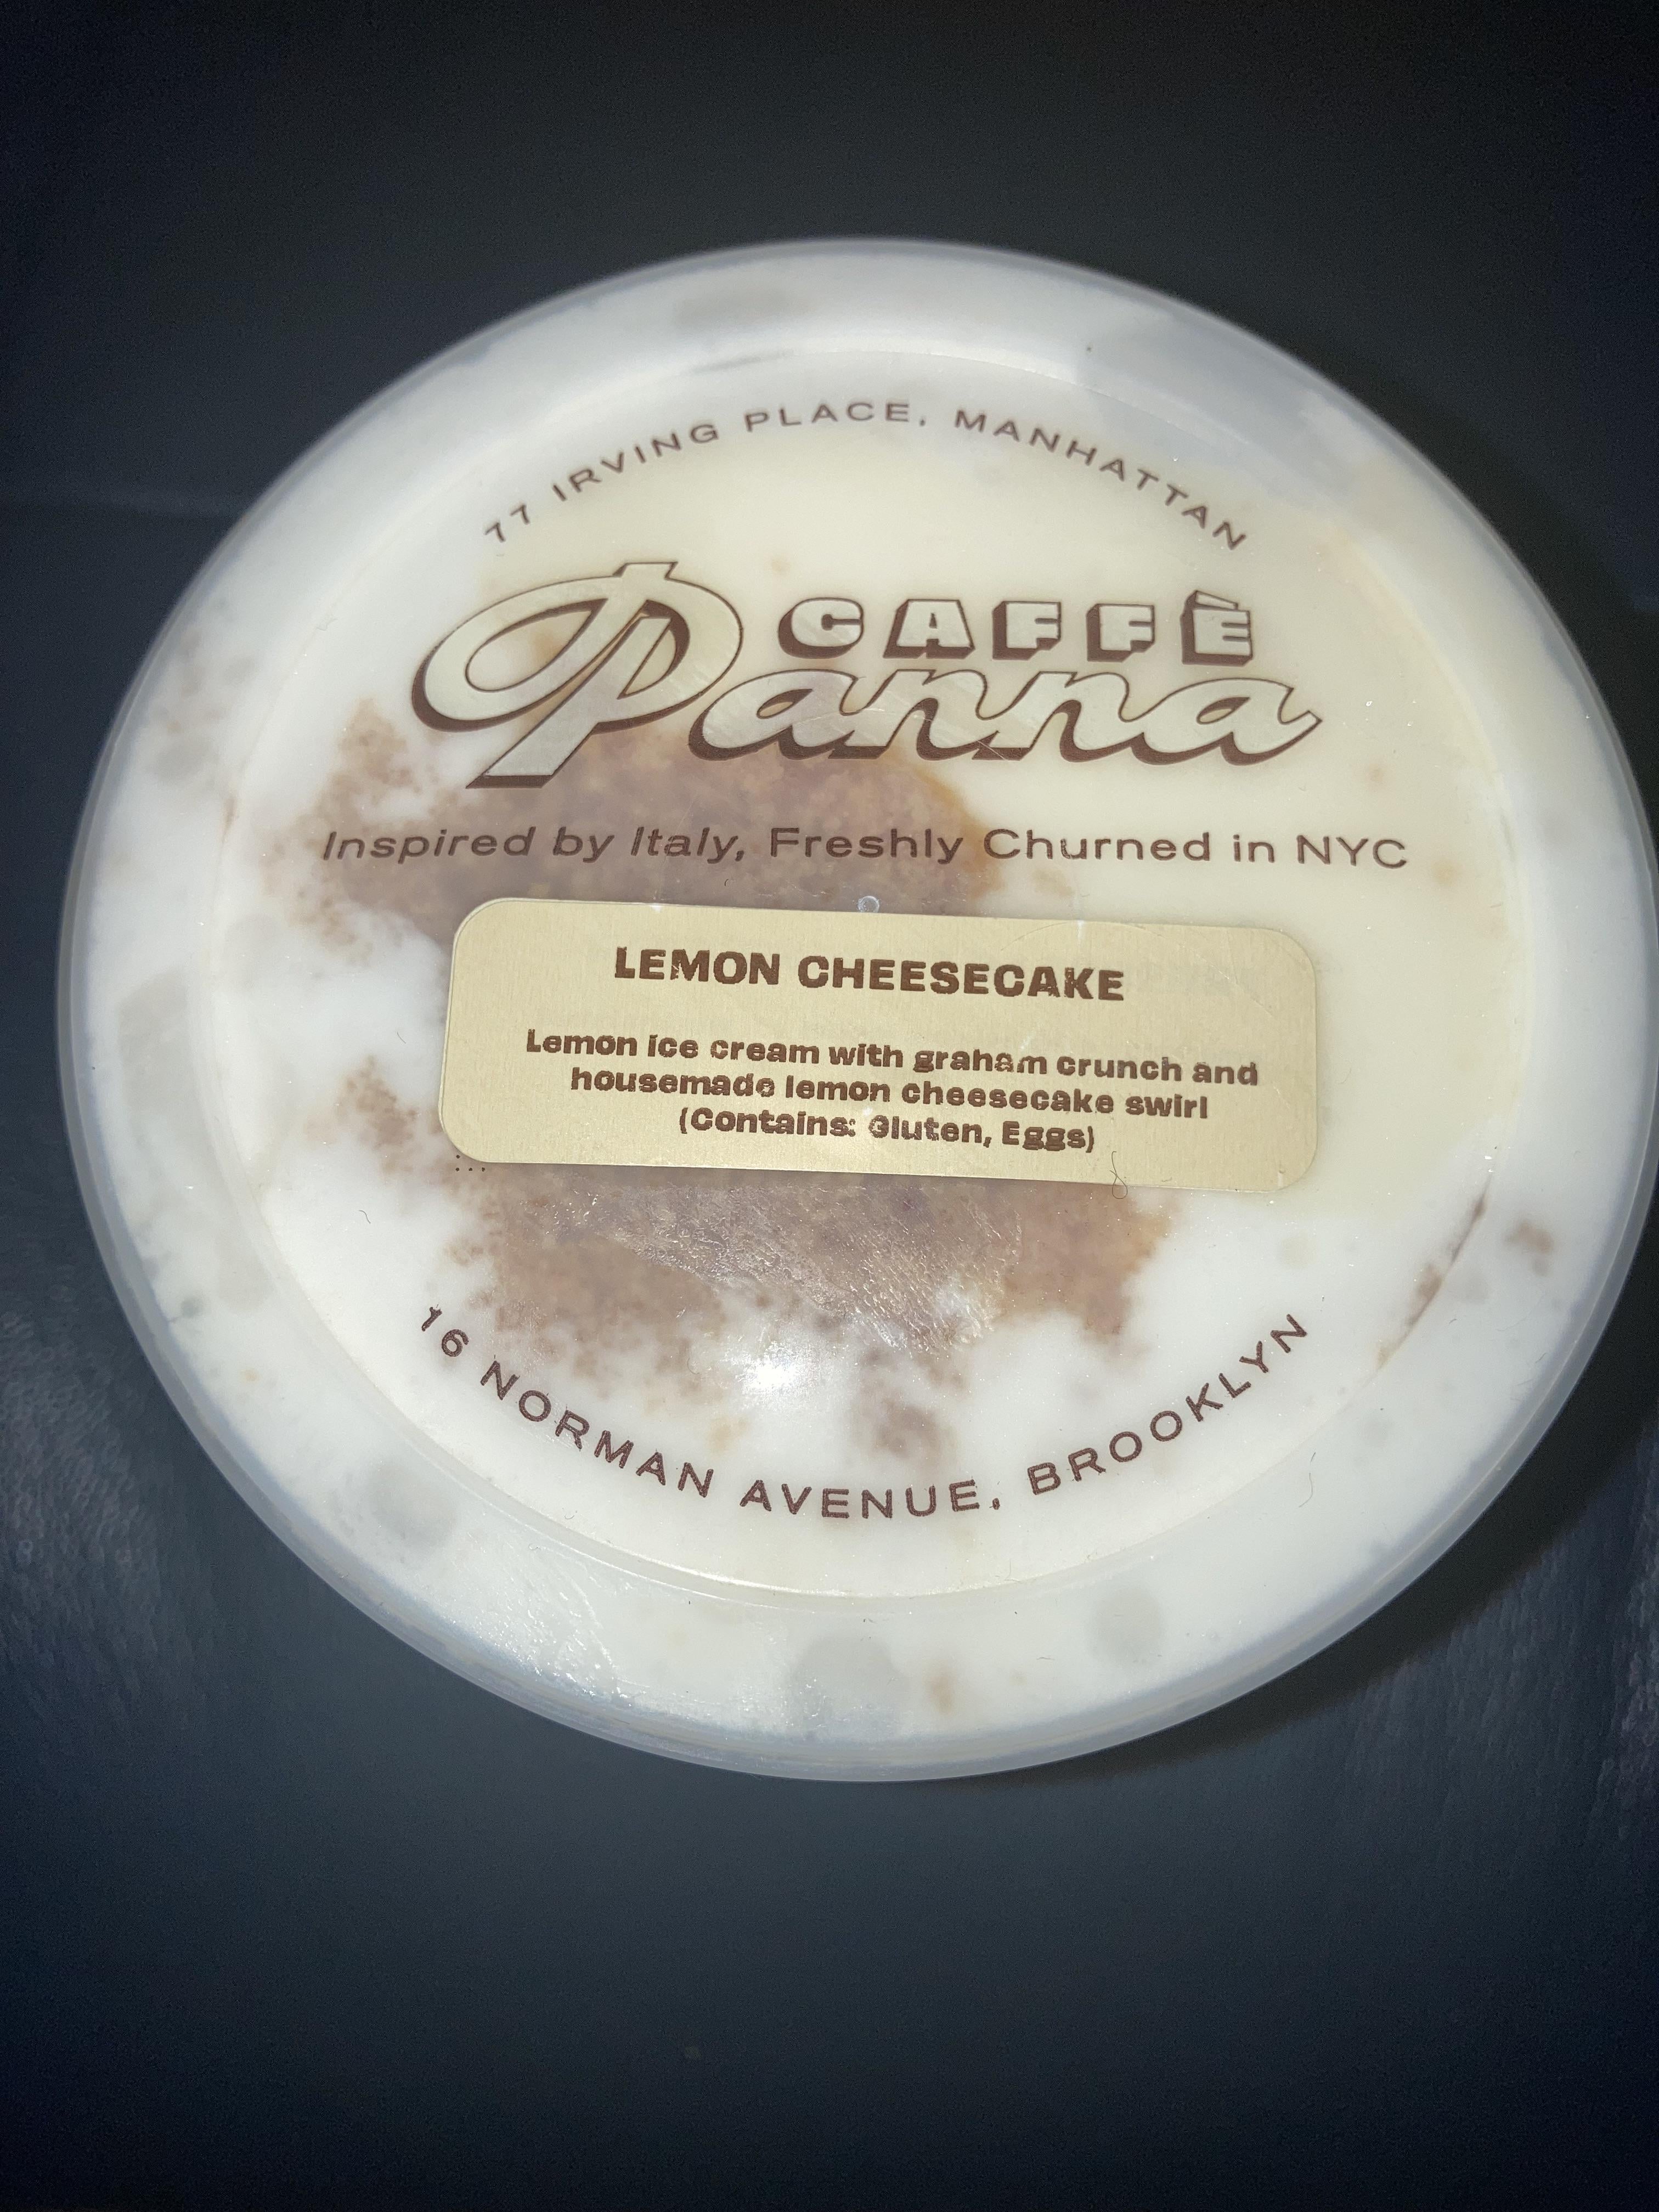 77 IRVING PLACE, MANHATTAN
CAFFÈ
Panna
Inspired by Italy, Freshly Churned in NYC
LEMON CHEESECAKE
Lemon ice cream with graham crunch and
housemade lemon cheesecake swirl
(Contains: Gluten, Eggs)
16 NORMAN AVENUE, BROOKLYN